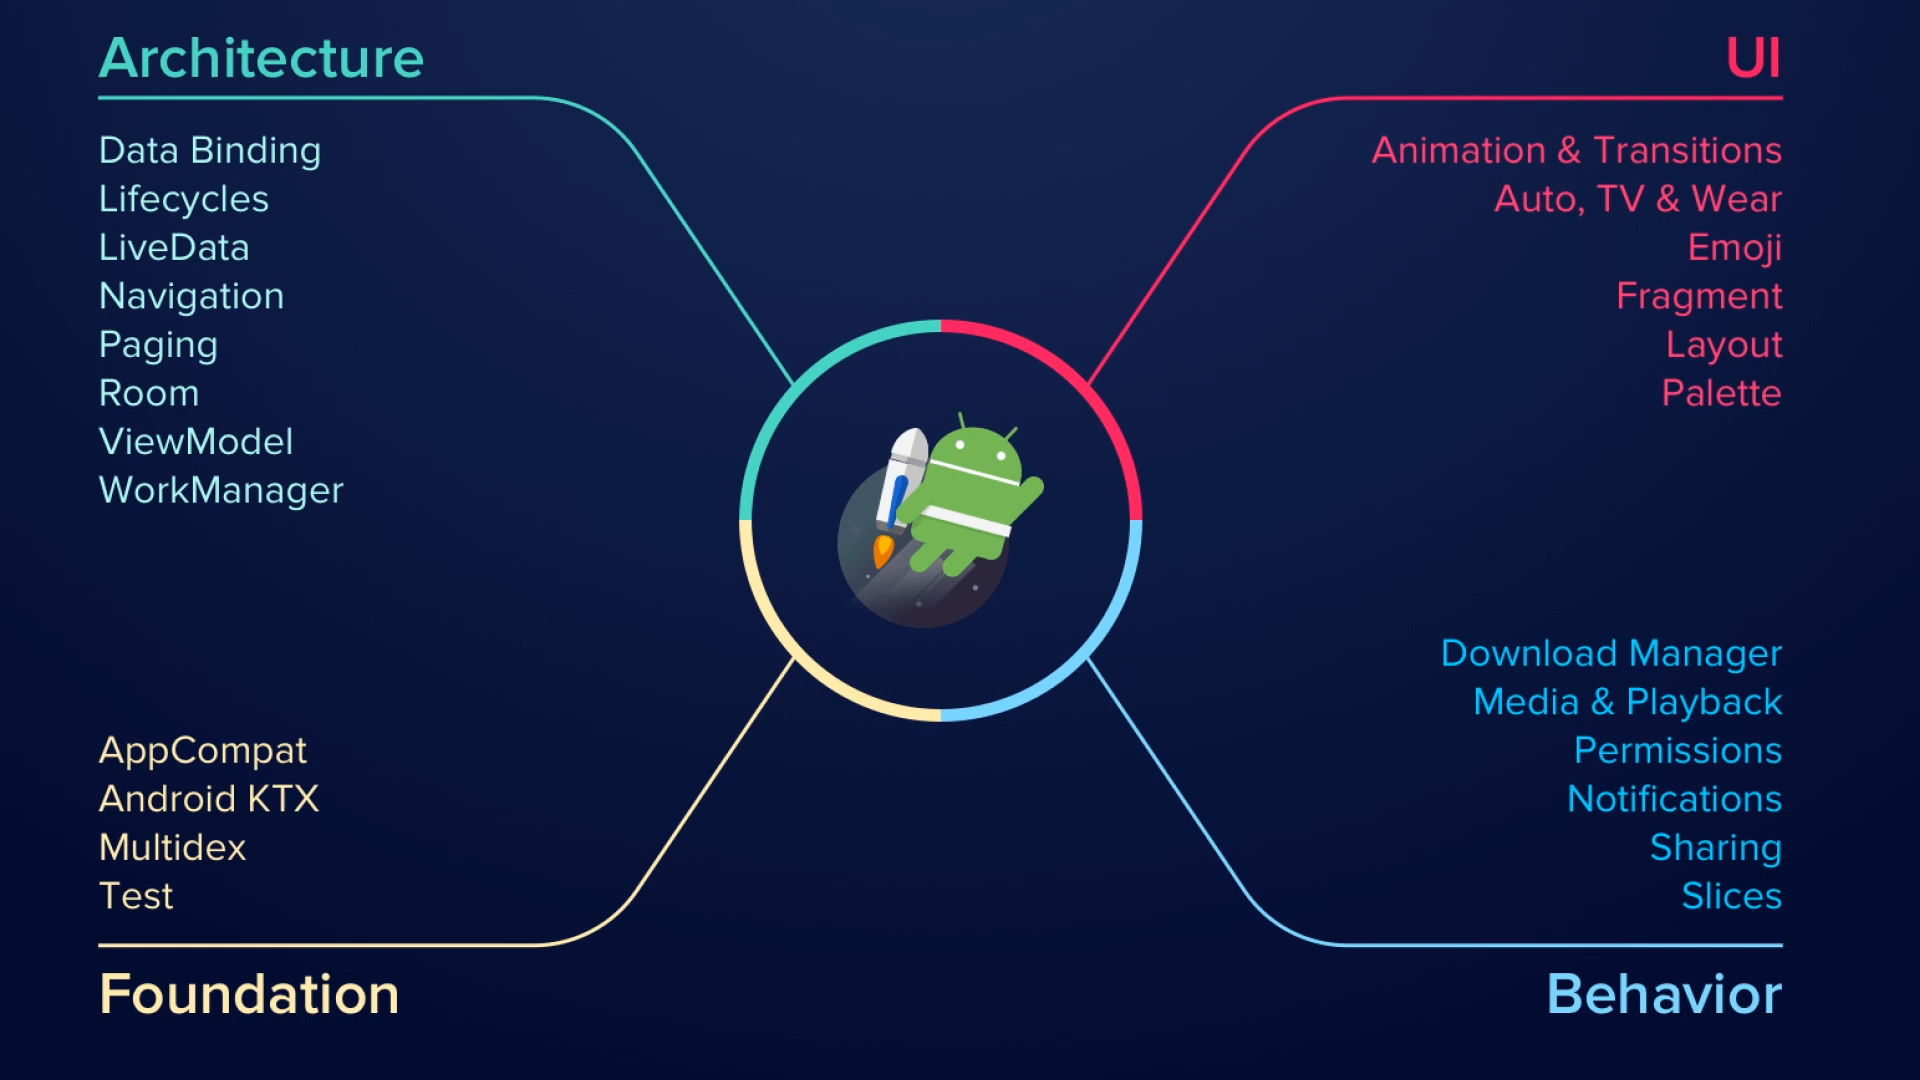 Architecture
Data Binding
Lifecycles
LiveData
Navigation
Paging
Room
ViewModel
WorkManager
UI
Animation & Transitions
Auto, TV & Wear
Emoji
Fragment
Layout
Palette
AppCompat
Android KTX
Multidex
Test
Foundation
Download Manager
Media & Playback
Permissions
Notifications
Sharing
Slices
Behavior